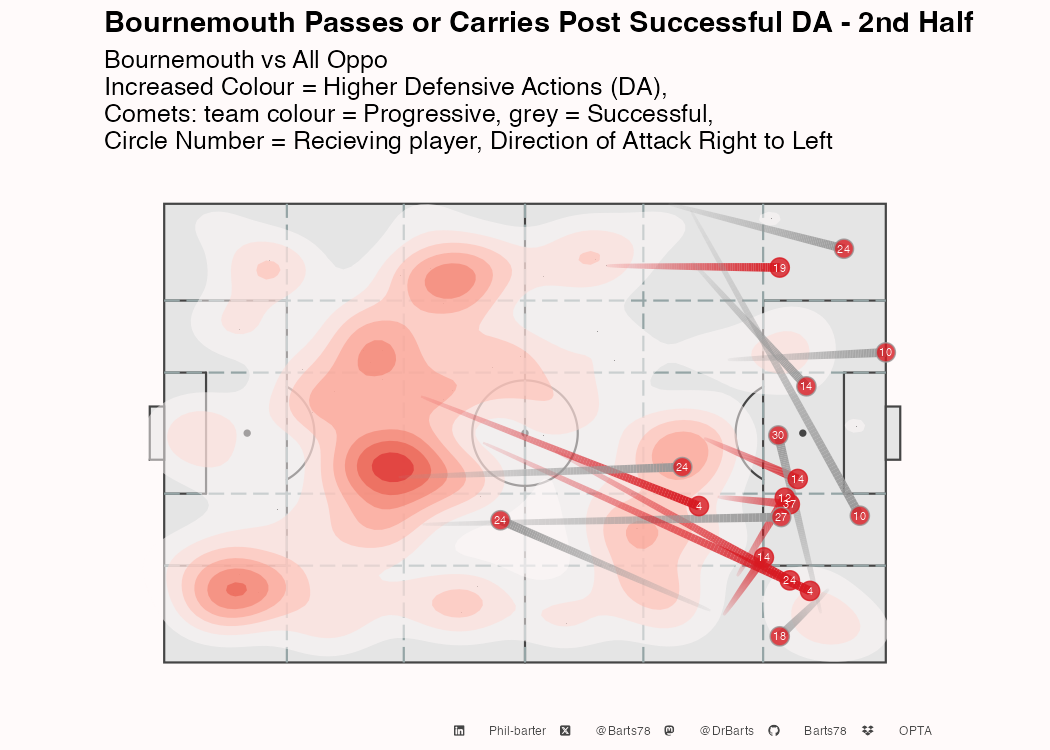 Bournemouth Passes or Carries Post Successful DA - 2nd Half
Bournemouth vs All Oppo
Increased Colour = Higher Defensive Actions (DA),
Comets: team colour = Progressive, grey = Successful,
Circle Number = Recieving player, Direction of Attack Right to Left
24
19
10
14
30
24
14
12
37
4
27
24
10
14
24
4
18
Phil-barter @Barts78 @DrBarts Barts78 OPTA